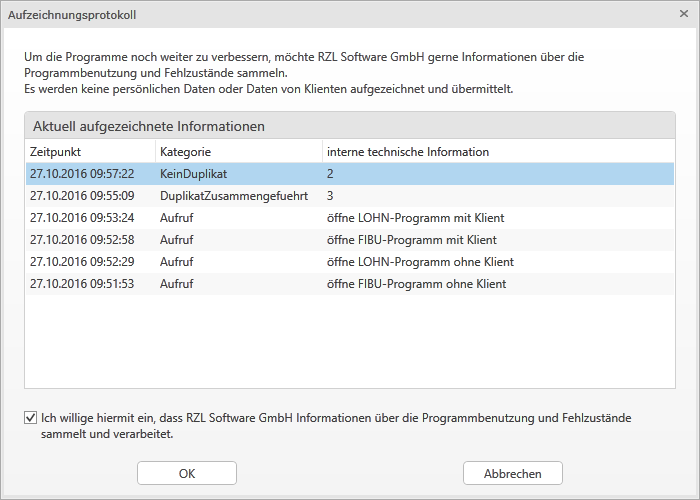 Aufzeichnungsprotokoll
Um die Programme noch weiter zu verbessern, möchte RZL Software GmbH gerne Informationen über die
Programmbenutzung und Fehlzustände sammeln.
Es werden keine persönlichen Daten oder Daten von Klienten aufgezeichnet und übermittelt.
Aktuell aufgezeichnete Informationen
Zeitpunkt Kategorie interne technische Information
27.10.2016 09:57:22 KeinDuplikat 2
27.10.2016 09:55:09 DuplikatZusammengefuehrt 3
27.10.2016 09:53:24 Aufruf öffne LOHN-Programm mit Klient
27.10.2016 09:52:58 Aufruf öffne FIBU-Programm mit Klient
27.10.2016 09:52:29 Aufruf öffne LOHN-Programm ohne Klient
27.10.2016 09:51:53 Aufruf öffne FIBU-Programm ohne Klient
Ich willige hiermit ein, dass RZL Software GmbH Informationen über die Programmbenutzung und Fehlzustände
sammelt und verarbeitet.
OK Abbrechen